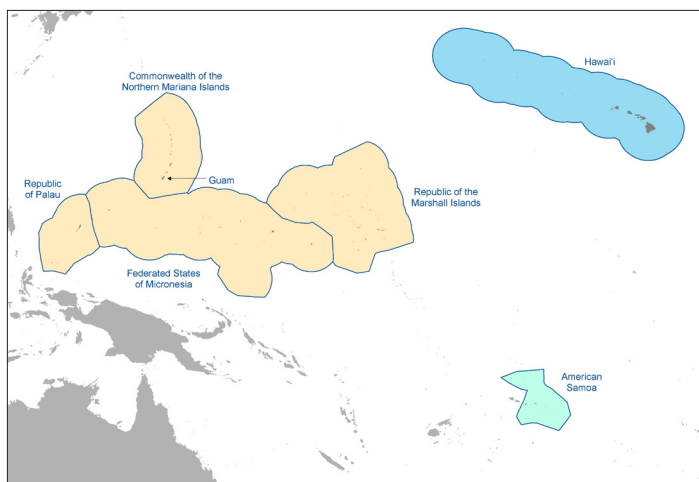 Hawai'i
Commonwealth of the
Northern Mariana Islands
Guam
Republic
of Palau
Republic of the
Marshall Islands
Federated States
of Micronesia
American
Samoa